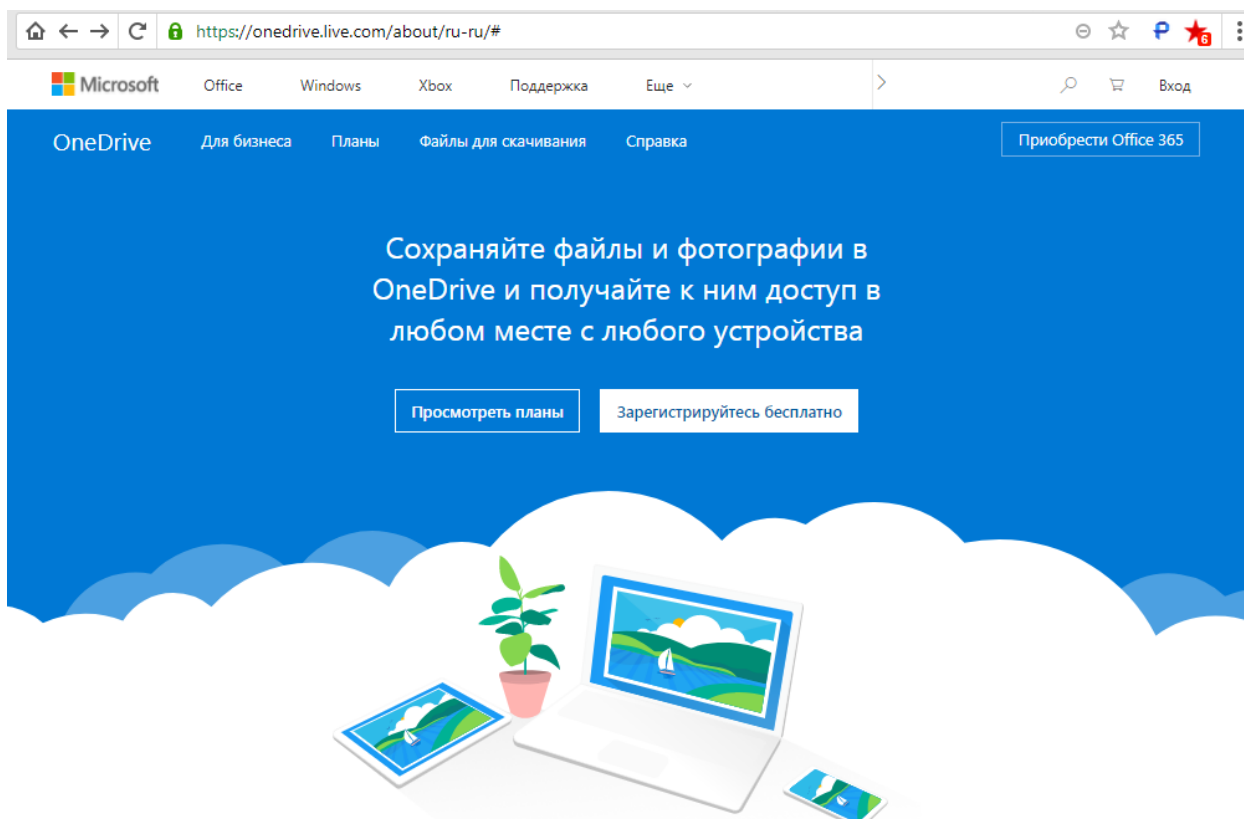 https://onedrive.live.com/about/ru-ru/#
6
Microsoft Office Windows Xbox Поддержка Еще Вход
OneDrive Для бизнеса Планы Файлы для скачивания Справка Приобрести Office 365
Сохраняйте файлы и фотографии в
OneDrive и получайте к ним доступ в
любом месте с любого устройства
Просмотреть планы Зарегистрируйтесь бесплатно